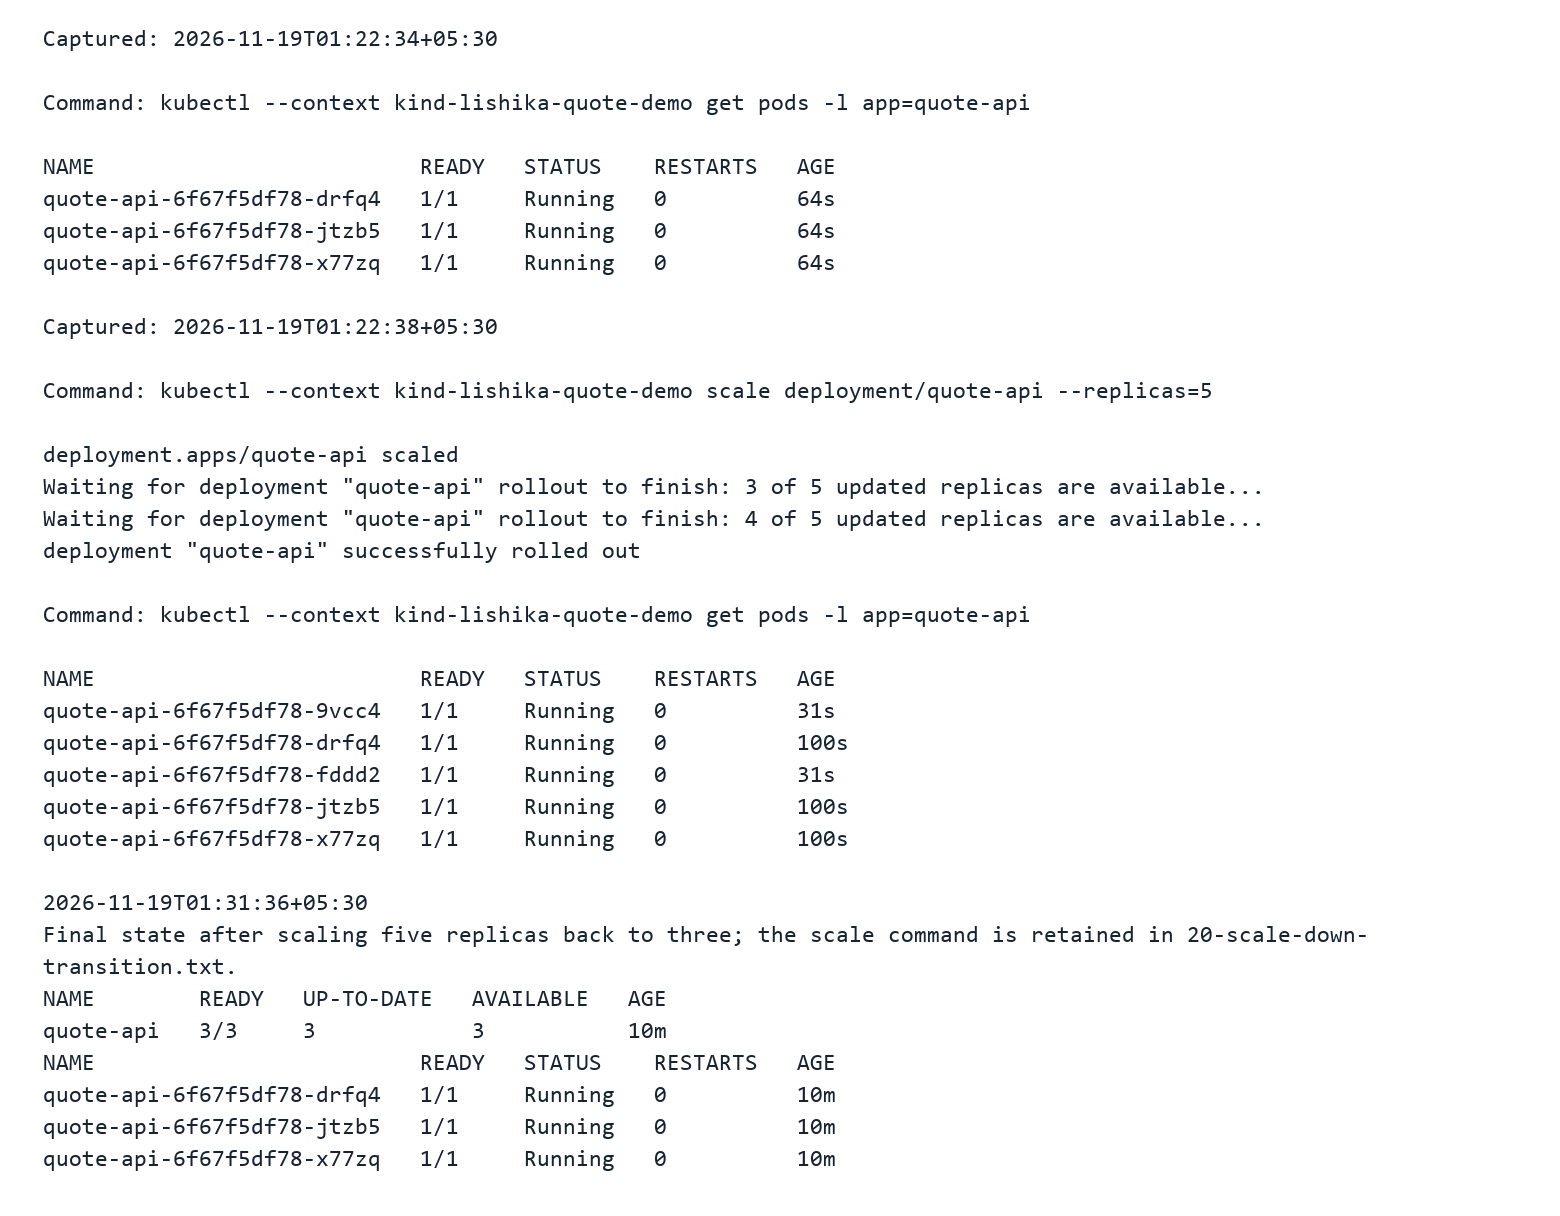 Captured: 2026-11-19T01:22:34+05:30
Command: kubectl --context kind-lishika-quote-demo get pods -l app=quote-api
NAME                         READY   STATUS    RESTARTS   AGE
quote-api-6f67f5df78-drfq4   1/1     Running   0          64s
quote-api-6f67f5df78-jtzb5   1/1     Running   0          64s
quote-api-6f67f5df78-x77zq   1/1     Running   0          64s
Captured: 2026-11-19T01:22:38+05:30
Command: kubectl --context kind-lishika-quote-demo scale deployment/quote-api --replicas=5
deployment.apps/quote-api scaled
Waiting for deployment "quote-api" rollout to finish: 3 of 5 updated replicas are available...
Waiting for deployment "quote-api" rollout to finish: 4 of 5 updated replicas are available...
deployment "quote-api" successfully rolled out
Command: kubectl --context kind-lishika-quote-demo get pods -l app=quote-api
NAME                         READY   STATUS    RESTARTS   AGE
quote-api-6f67f5df78-9vcc4   1/1     Running   0          31s
quote-api-6f67f5df78-drfq4   1/1     Running   0          100s
quote-api-6f67f5df78-fddd2   1/1     Running   0          31s
quote-api-6f67f5df78-jtzb5   1/1     Running   0          100s
quote-api-6f67f5df78-x77zq   1/1     Running   0          100s
2026-11-19T01:31:36+05:30
Final state after scaling five replicas back to three; the scale command is retained in 20-scale-down-
transition.txt.
NAME        READY   UP-TO-DATE   AVAILABLE   AGE
quote-api   3/3     3            3           10m
NAME                         READY   STATUS    RESTARTS   AGE
quote-api-6f67f5df78-drfq4   1/1     Running   0          10m
quote-api-6f67f5df78-jtzb5   1/1     Running   0          10m
quote-api-6f67f5df78-x77zq   1/1     Running   0          10m